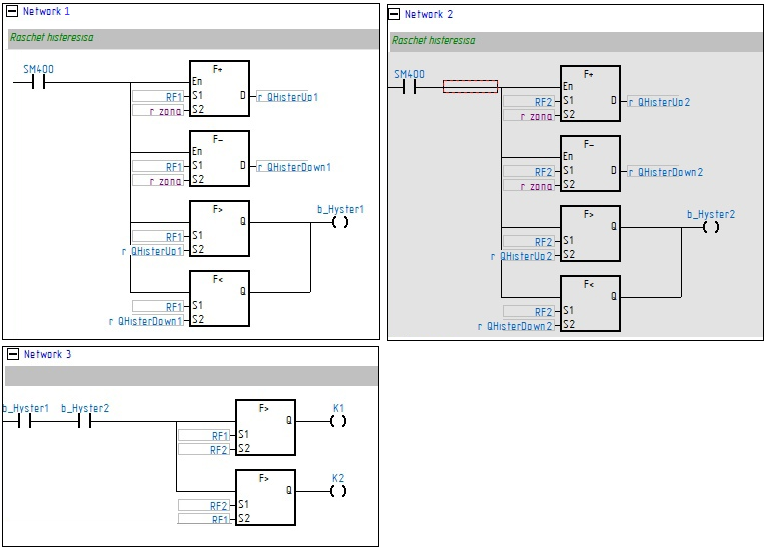 Network 1
Raschet histeresisa
SM400
F+
En
RF1 S1 D r QHisterUp1
r zona S2
F-
En
RF1 S1 D r QHisterDown1
r zona S2
F>
Q
b_Hyster1
RF1 S1
r QHisterUp1 S2
F<
Q
RF1 S1
r QHisterDown1 S2
Network 2
Raschet histeresisa
SM400
F+
En
RF2 S1 D r QHisterUp2
r zona S2
F-
En
RF2 S1 D r QHisterDown2
r zona S2
F>
Q
b_Hyster2
RF2 S1
r QHisterUp2 S2
F<
Q
RF2 S1
r QHisterDown2 S2
Network 3
b_Hyster1 b_Hyster2
F>
Q
K1
RF1 S1
RF2 S2
F>
Q
K2
RF2 S1
RF1 S2